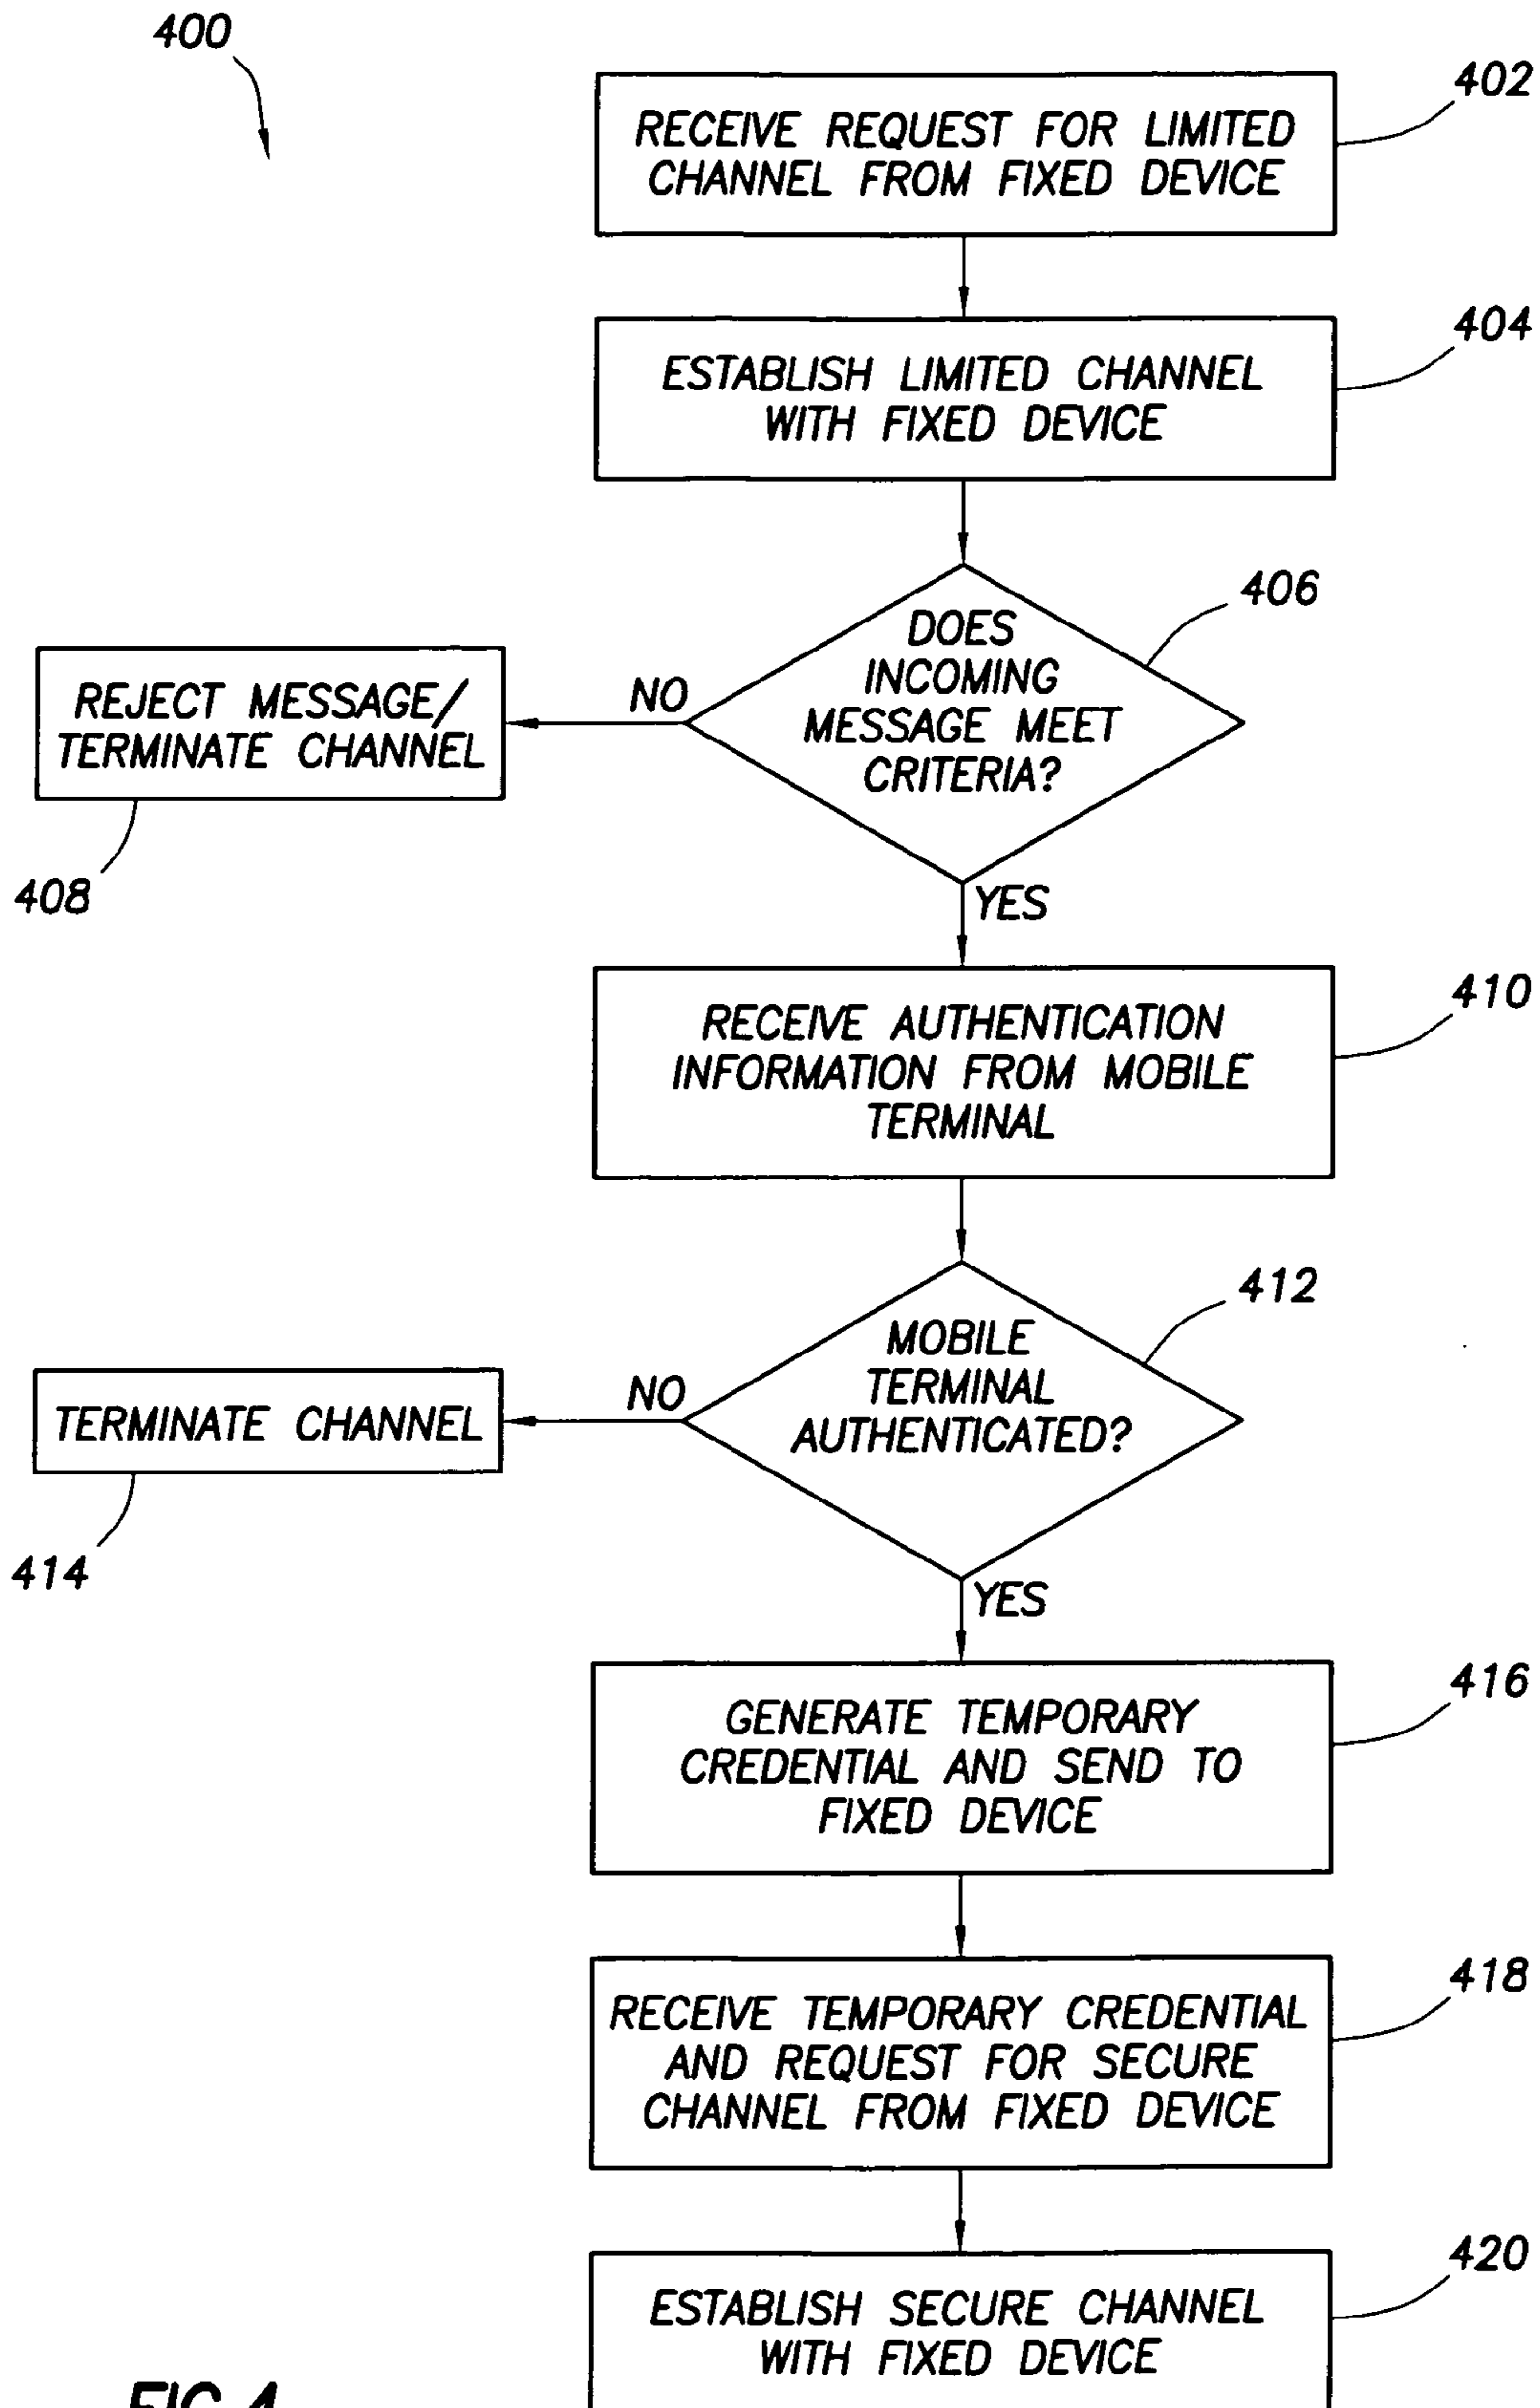 400
402
RECEIVE REQUEST FOR LIMITED
CHANNEL FROM FIXED DEVICE
404
ESTABLISH LIMITED CHANNEL
WITH FIXED DEVICE
406
DOES
INCOMING
MESSAGE MEET
CRITERIA?
NO
REJECT MESSAGE/
TERMINATE CHANNEL
408
YES
410
RECEIVE AUTHENTICATION
INFORMATION FROM MOBILE
TERMINAL
412
MOBILE
TERMINAL
AUTHENTICATED?
NO
TERMINATE CHANNEL
414
YES
416
GENERATE TEMPORARY
CREDENTIAL AND SEND TO
FIXED DEVICE
418
RECEIVE TEMPORARY CREDENTIAL
AND REQUEST FOR SECURE
CHANNEL FROM FIXED DEVICE
420
ESTABLISH SECURE CHANNEL
WITH FIXED DEVICE
FIG.4